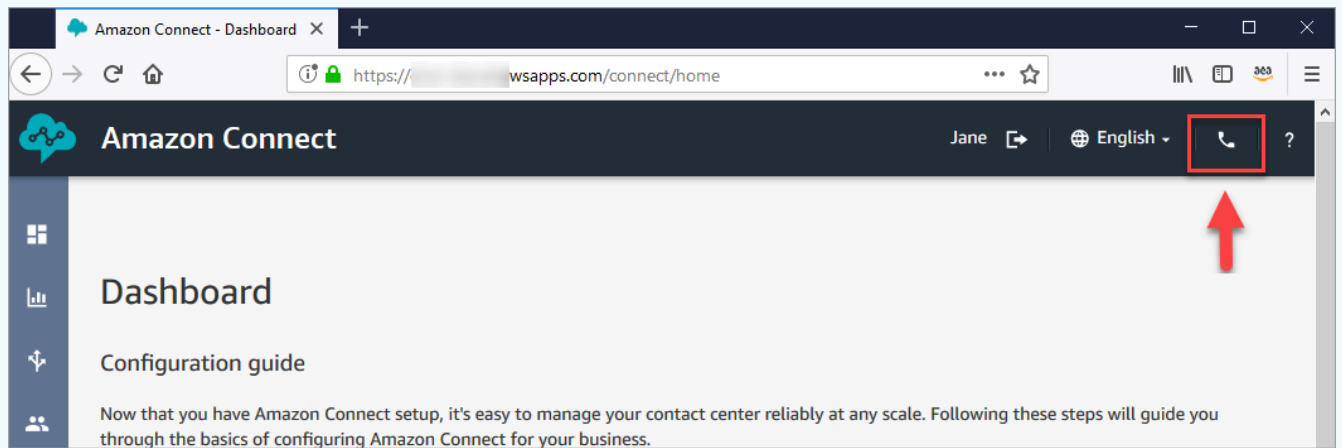 Amazon Connect - Dashboard
https://
wsapps.com/connect/home
Amazon Connect
Jane
English
?
Dashboard
Configuration guide
Now that you have Amazon Connect setup, it's easy to manage your contact center reliably at any scale. Following these steps will guide you
through the basics of configuring Amazon Connect for your business.